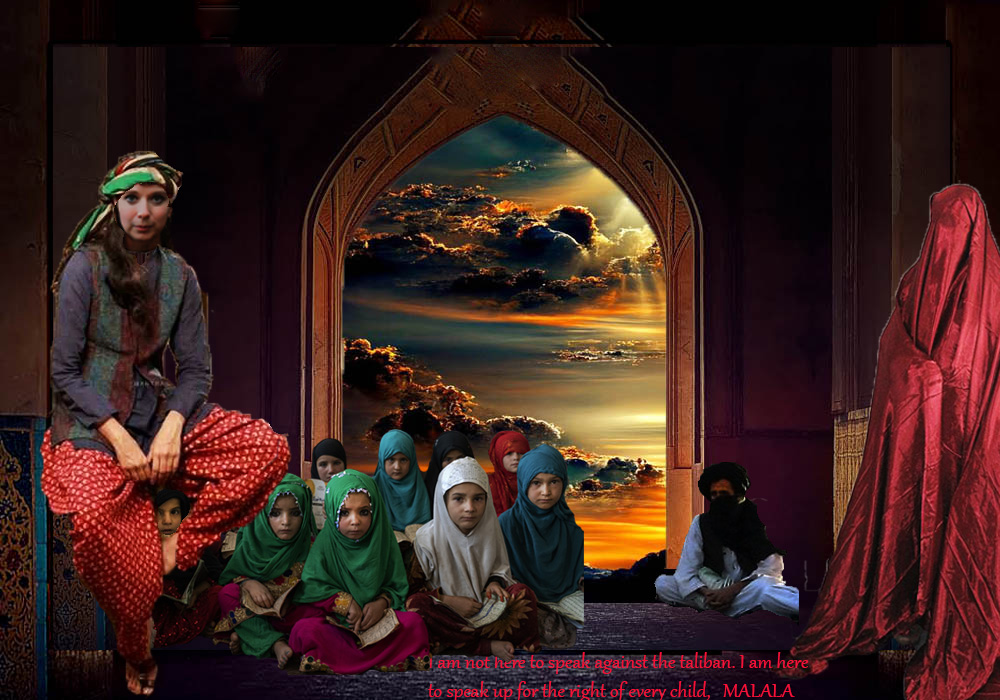 I am not here to speak against the taliban. I am here
to speak up for the right of every child, MALALA